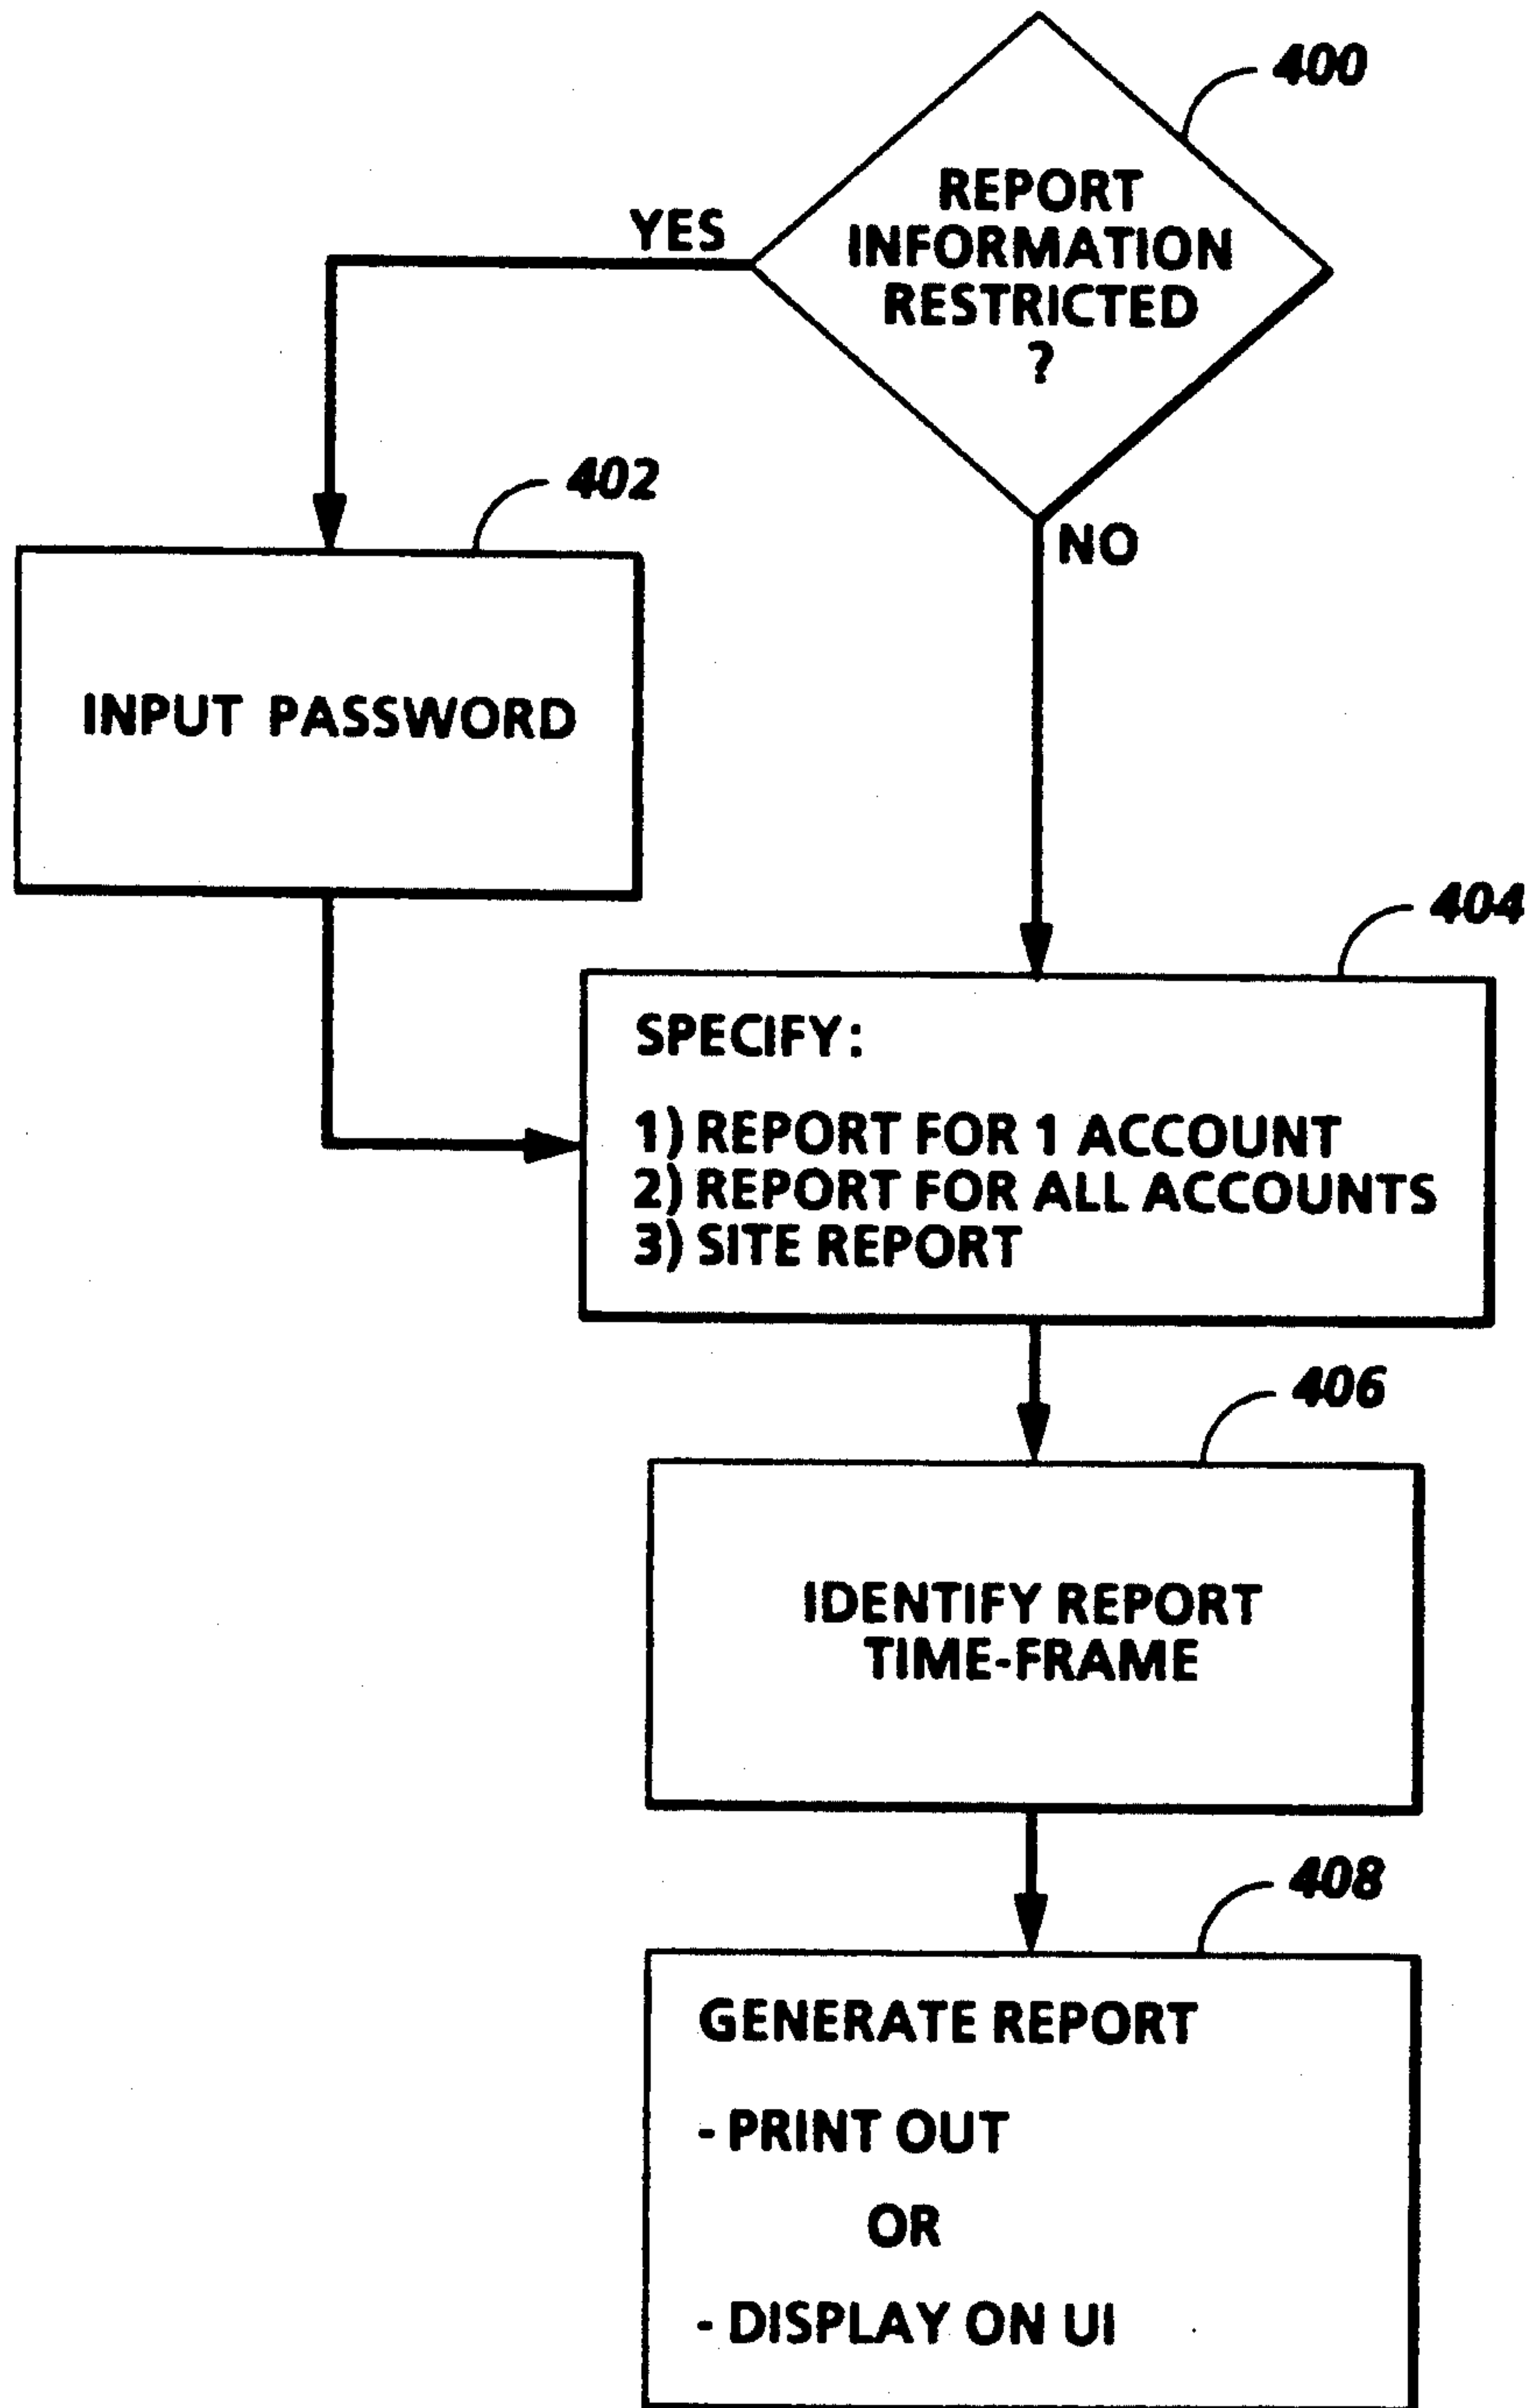 400
REPORT
INFORMATION
RESTRICTED
?
YES
NO
402
INPUT PASSWORD
404
SPECIFY:
1) REPORT FOR 1 ACCOUNT
2) REPORT FOR ALL ACCOUNTS
3) SITE REPORT
406
IDENTIFY REPORT
TIME-FRAME
408
GENERATE REPORT
- PRINT OUT
OR
- DISPLAY ON UI